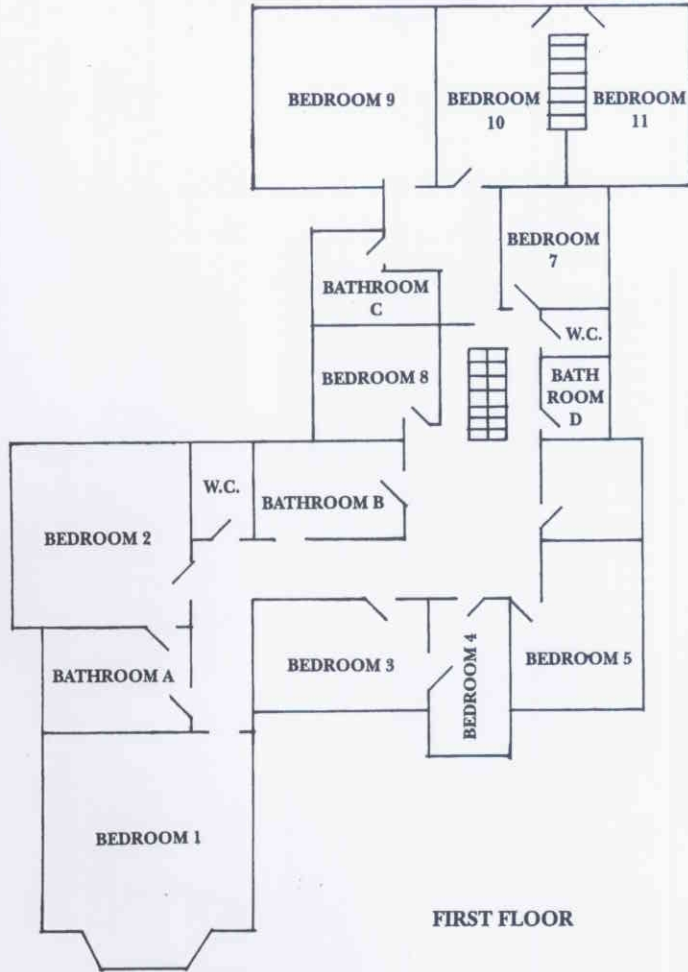 BEDROOM 9
BEDROOM
10
BEDROOM
11
BEDROOM
7
BATHROOM
C
W.C.
BEDROOM 8
BATH
ROOM
D
W.C.
BATHROOM B
BEDROOM 2
BEDROOM 3
BEDROOM 4
BEDROOM 5
BATHROOM A
BEDROOM 1
FIRST FLOOR